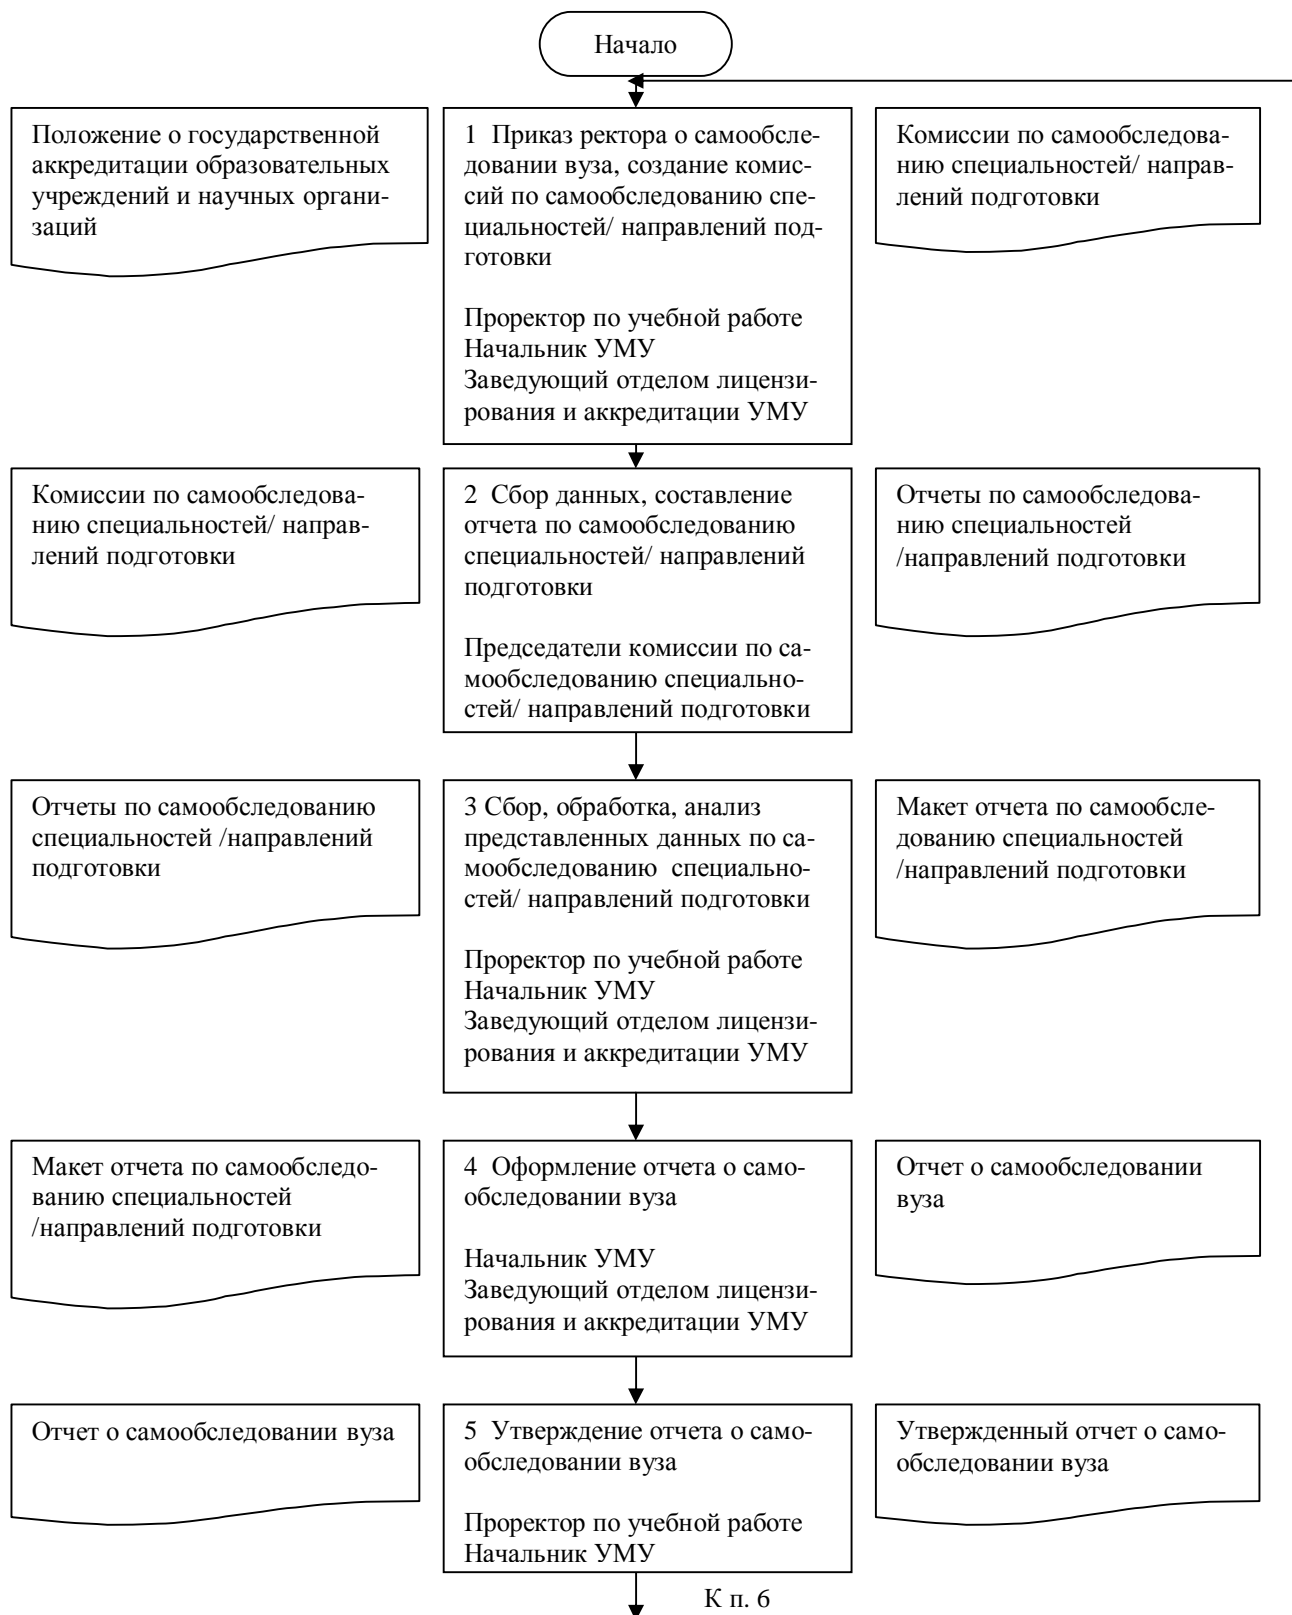 Начало
Положение о государственной
аккредитации образовательных
учреждений и научных органи-
заций
1 Приказ ректора о самообсле-
довании вуза, создание комис-
сий по самообследованию спе-
циальностей/ направлений под-
готовки
Проректор по учебной работе
Начальник УМУ
Заведующий отделом лицензи-
рования и аккредитации УМУ
Комиссии по самообследова-
нию специальностей/ направ-
лений подготовки
Комиссии по самообследова-
нию специальностей/ направ-
лений подготовки
2 Сбор данных, составление
отчета по самообследованию
специальностей/ направлений
подготовки
Председатели комиссии по са-
мообследованию специально-
стей/ направлений подготовки
Отчеты по самообследова-
нию специальностей
/направлений подготовки
Отчеты по самообследованию
специальностей /направлений
подготовки
3 Сбор, обработка, анализ
представленных данных по са-
мообследованию специально-
стей/ направлений подготовки
Проректор по учебной работе
Начальник УМУ
Заведующий отделом лицензи-
рования и аккредитации УМУ
Макет отчета по самообсле-
дованию специальностей
/направлений подготовки
Макет отчета по самообследо-
ванию специальностей
/направлений подготовки
4 Оформление отчета о само-
обследовании вуза
Начальник УМУ
Заведующий отделом лицензи-
рования и аккредитации УМУ
Отчет о самообследовании
вуза
Отчет о самообследовании вуза
5 Утверждение отчета о само-
обследовании вуза
Проректор по учебной работе
Начальник УМУ
Утвержденный отчет о само-
обследовании вуза
К п. 6